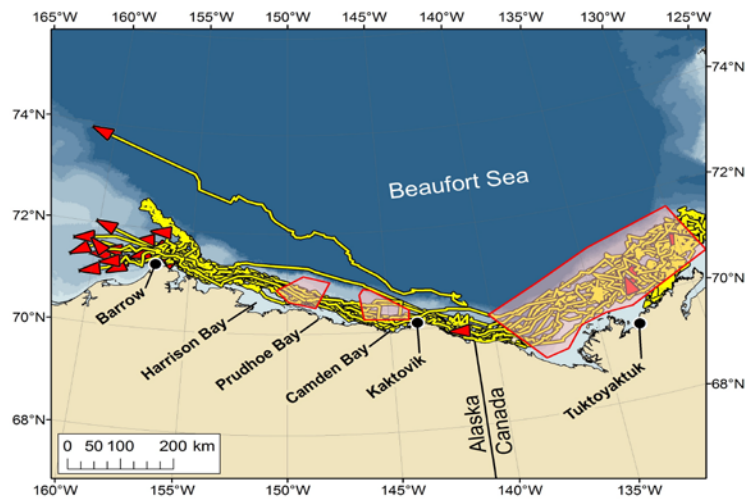 165°W 160°W 155°W 150°W 145°W 140°W 135°W 130°W 125°W
74°N
74°N
72°N
72°N
70°N
70°N
68°N
68°N
Beaufort Sea
Barrow
Harrison Bay
Prudhoe Bay
Camden Bay
Kaktovik
Alaska
Canada
Tuktoyaktuk
0 50 100 200 km
160°W 155°W 150°W 145°W 140°W 135°W